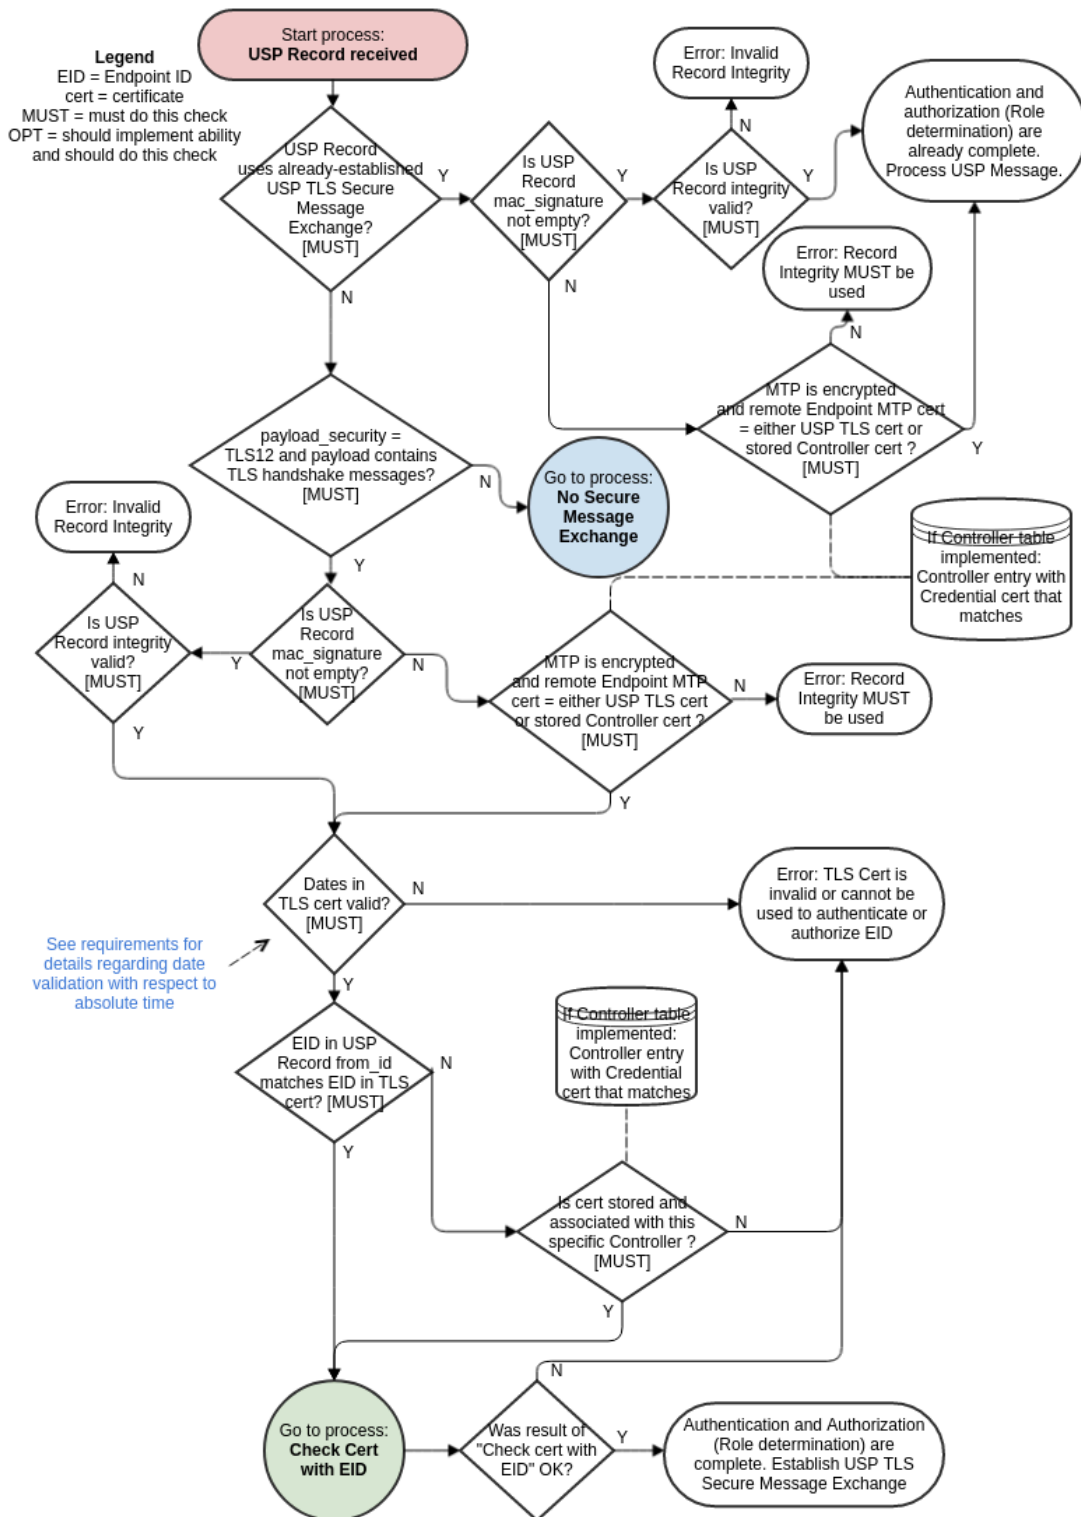 Start process:
USP Record received
Legend
EID = Endpoint ID
cert = certificate
MUST = must do this check
OPT = should implement ability
and should do this check
Error: Invalid
Record Integrity
Authentication and
authorization (Role
determination) are
already complete.
Process USP Message.
USP Record
uses already-established
USP TLS Secure
Message
Exchange?
[MUST]
Y
Is USP
Record
mac_signature
not empty?
[MUST]
Y
N
Is USP
Record integrity
valid?
[MUST]
Y
N
N
Error: Record
Integrity MUST be
used
N
MTP is encrypted
and remote Endpoint MTP cert
= either USP TLS cert or
stored Controller cert ?
[MUST]
Y
payload_security =
TLS12 and payload contains
TLS handshake messages?
[MUST]
N
Go to process:
No Secure
Message
Exchange
If Controller table
implemented:
Controller entry with
Credential cert that
matches
Error: Invalid
Record Integrity
N
Y
Is USP
Record integrity
valid?
[MUST]
Y
Is USP
Record
mac_signature
not empty?
[MUST]
N
MTP is encrypted
and remote Endpoint MTP
cert = either USP TLS cert
or stored Controller cert ?
[MUST]
N
Error: Record
Integrity MUST
be used
Y
Y
Dates in
TLS cert valid?
[MUST]
N
Error: TLS Cert is
invalid or cannot be
used to authenticate or
authorize EID
See requirements for
details regarding date
validation with respect to
absolute time
Y
EID in USP
Record from_id
matches EID in TLS
cert? [MUST]
N
If Controller table
implemented:
Controller entry
with Credential
cert that matches
Y
Is cert stored and
associated with this
specific Controller ?
[MUST]
N
Y
Go to process:
Check Cert
with EID
N
Was result of
"Check cert with
EID" OK?
Y
Authentication and Authorization
(Role determination) are
complete. Establish USP TLS
Secure Message Exchange